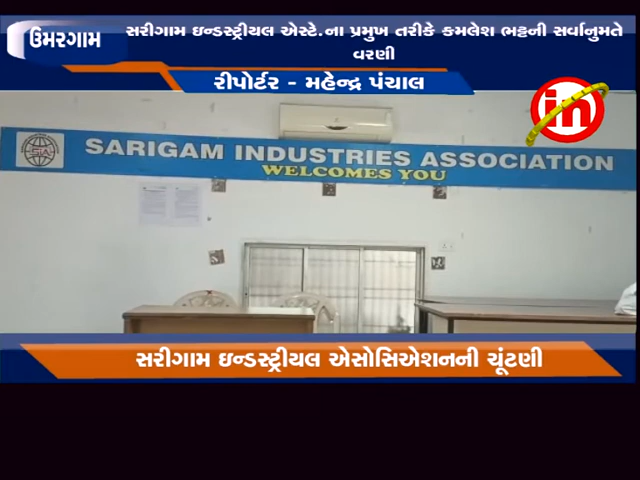 ઉમરગામ
સરીગામ ઇન્ડસ્ટ્રીયલ એસ્ટે.ના પ્રમુખ તરીકે કમલેશ ભટ્ટની સર્વાનુમતે
વરણી
રીપોર્ટર - મહેન્દ્ર પંચાલ
in
SIA
SARIGAM INDUSTRIES ASSOCIATION
WELCOMES YOU
સરીગામ ઇન્ડસ્ટ્રીયલ એસોસિએશનની ચૂંટણી